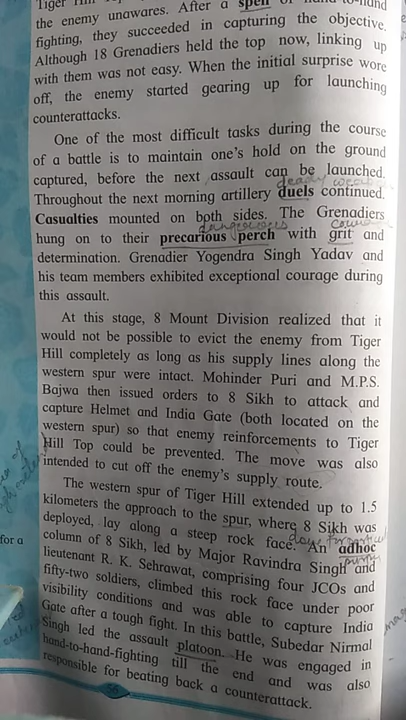 Tiger Hill
the enemy unawares. After a spell of hand-to-hand
fighting, they succeeded in capturing the objective.
Although 18 Grenadiers held the top now, linking up
with them was not easy. When the initial surprise wore
off, the enemy started gearing up for launching
counterattacks.
One of the most difficult tasks during the course
of a battle is to maintain one's hold on the ground
captured, before the next assault can be launched.
Throughout the next morning artillery duels continued.
Casualties mounted on both sides. The Grenadiers
hung on to their precarious perch with grit and
determination. Grenadier Yogendra Singh Yadav and
his team members exhibited exceptional courage during
this assault.
At this stage, 8 Mount Division realized that it
would not be possible to evict the enemy from Tiger
Hill completely as long as his supply lines along the
western spur were intact. Mohinder Puri and M.P.S.
Bajwa then issued orders to 8 Sikh to attack and
capture Helmet and India Gate (both located on the
western spur) so that enemy reinforcements to Tiger
Hill Top could be prevented. The move was also
intended to cut off the enemy's supply route.
The western spur of Tiger Hill extended up to 1.5
kilometers the approach to the spur, where 8 Sikh was
deployed, lay along a steep rock face. An adhoc
column of 8 Sikh, led by Major Ravindra Singh and
lieutenant R. K. Sehrawat, comprising four JCOs and
fifty-two soldiers, climbed this rock face under poor
visibility conditions and was able to capture India
Gate after a tough fight. In this battle, Subedar Nirmal
Singh led the assault platoon. He was engaged in
hand-to-hand-fighting till the end and was also
responsible for beating back a counterattack.
for a
56